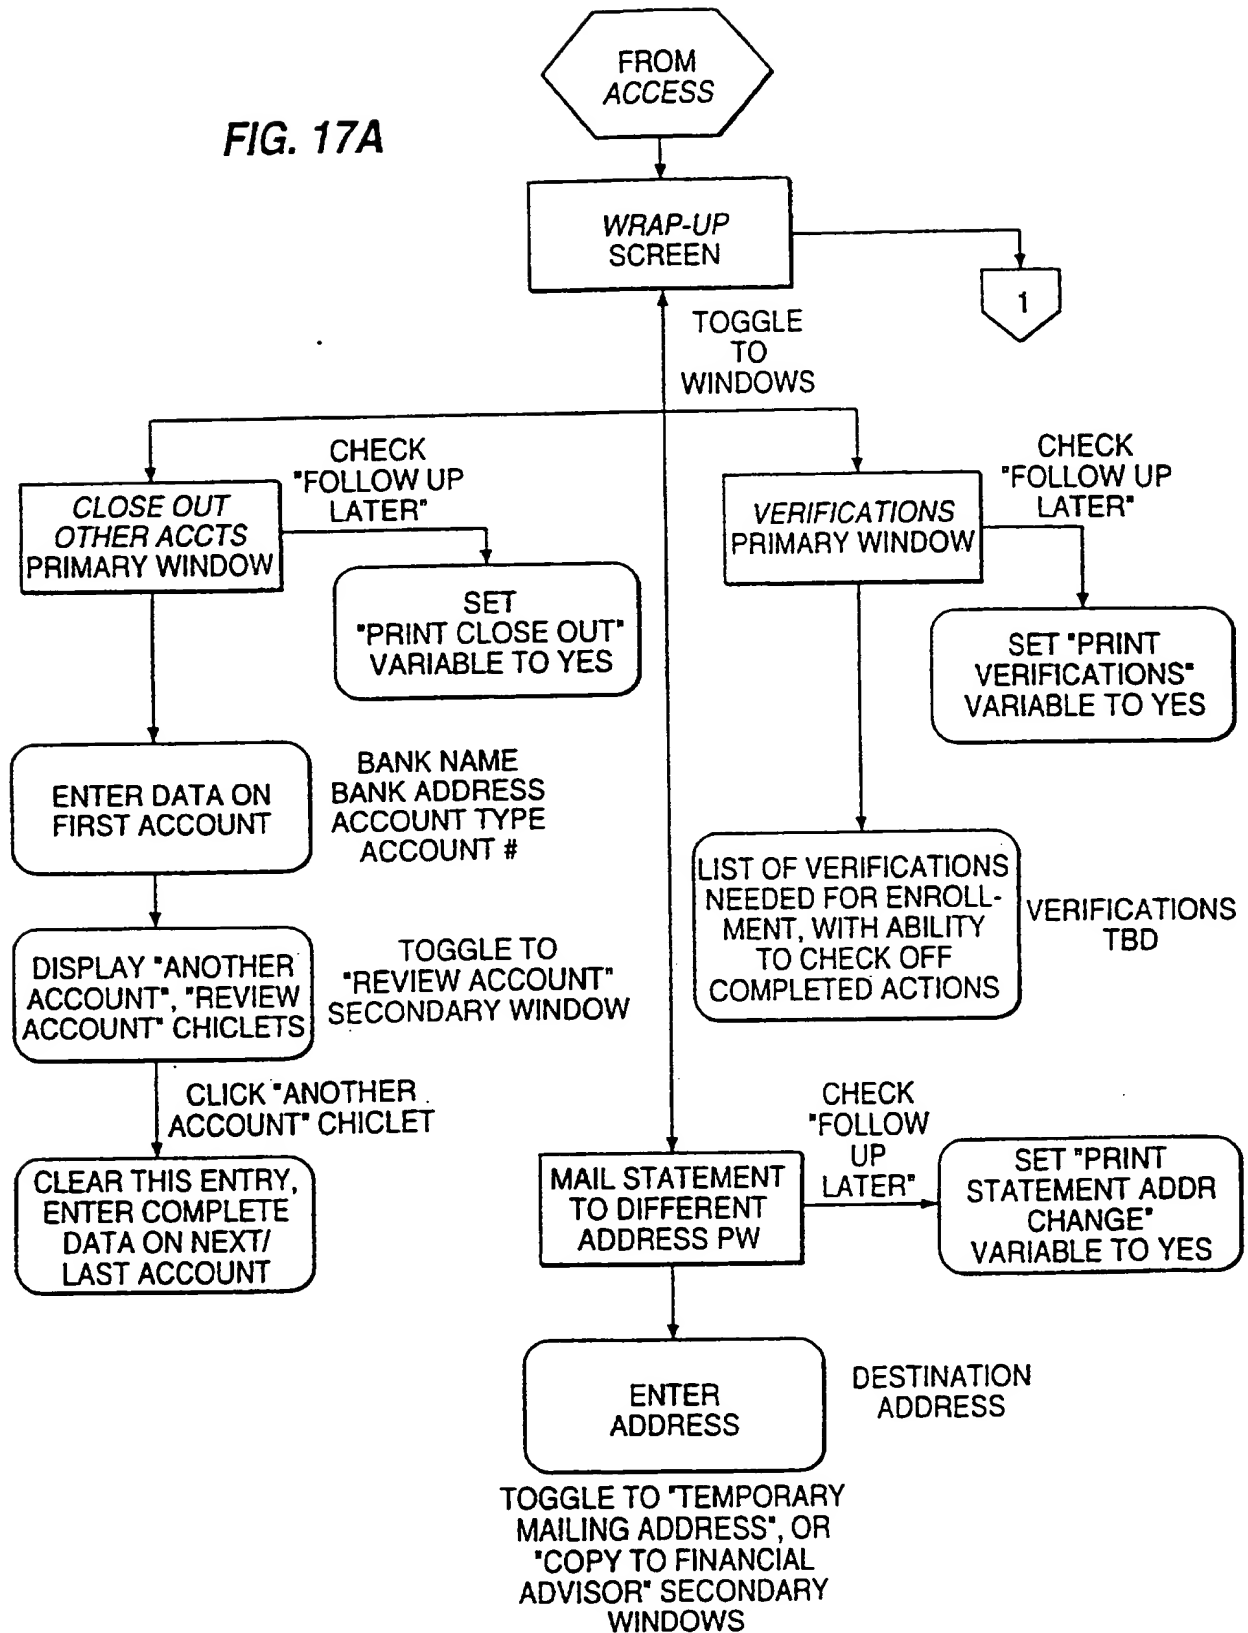 FROM
ACCESS
FIG. 17A
WRAP-UP
SCREEN
1
TOGGLE
TO
WINDOWS
CHECK
"FOLLOW UP
LATER"
CLOSE OUT
OTHER ACCTS
PRIMARY WINDOW
SET
"PRINT CLOSE OUT"
VARIABLE TO YES
CHECK
"FOLLOW UP
LATER"
VERIFICATIONS
PRIMARY WINDOW
SET "PRINT
VERIFICATIONS"
VARIABLE TO YES
ENTER DATA ON
FIRST ACCOUNT
BANK NAME
BANK ADDRESS
ACCOUNT TYPE
ACCOUNT #
LIST OF VERIFICATIONS
NEEDED FOR ENROLL-
MENT, WITH ABILITY
TO CHECK OFF
COMPLETED ACTIONS
VERIFICATIONS
TBD
DISPLAY "ANOTHER
ACCOUNT", "REVIEW
ACCOUNT" CHICLETS
TOGGLE TO
"REVIEW ACCOUNT"
SECONDARY WINDOW
CLICK "ANOTHER
ACCOUNT" CHICLET
CLEAR THIS ENTRY,
ENTER COMPLETE
DATA ON NEXT/
LAST ACCOUNT
MAIL STATEMENT
TO DIFFERENT
ADDRESS PW
CHECK
"FOLLOW
UP
LATER"
SET "PRINT
STATEMENT ADDR
CHANGE"
VARIABLE TO YES
ENTER
ADDRESS
DESTINATION
ADDRESS
TOGGLE TO "TEMPORARY
MAILING ADDRESS", OR
"COPY TO FINANCIAL
ADVISOR" SECONDARY
WINDOWS